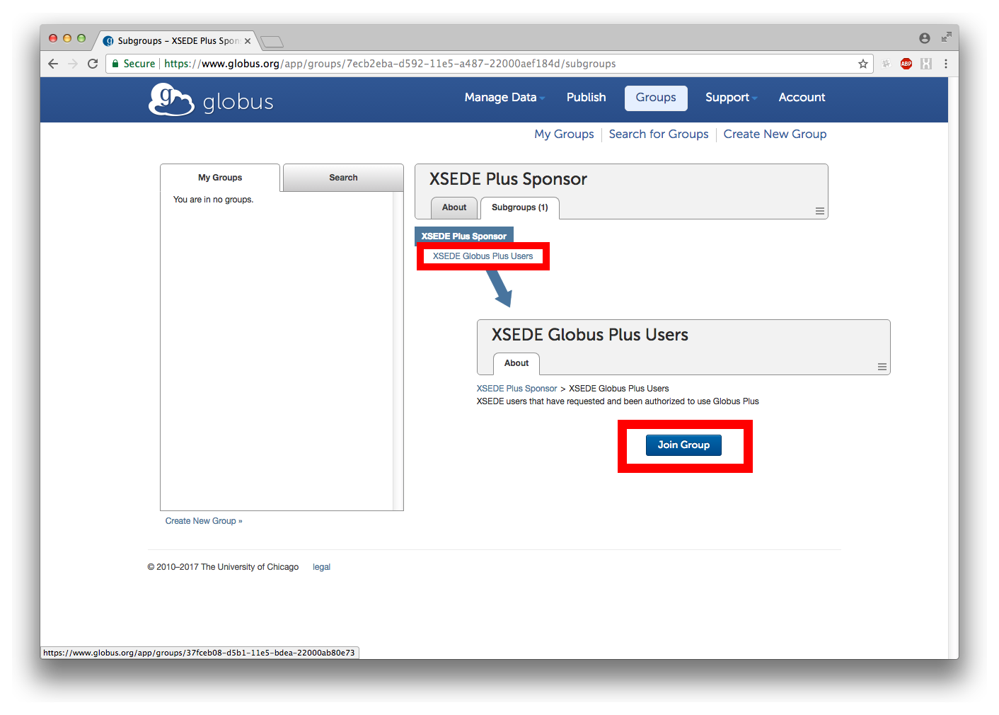 Subgroups – XSEDE Plus Spon
Secure https://www.globus.org/app/groups/7ecb2eba-d592-11e5-a487-22000aef184d/subgroups
ABP
g globus
Manage Data Publish Groups Support Account
My Groups Search for Groups Create New Group
My Groups Search
You are in no groups.
XSEDE Plus Sponsor
About Subgroups (1)
XSEDE Plus Sponsor
XSEDE Globus Plus Users
XSEDE Globus Plus Users
About
XSEDE Plus Sponsor > XSEDE Globus Plus Users
XSEDE users that have requested and been authorized to use Globus Plus
Join Group
Create New Group »
© 2010–2017 The University of Chicago legal
https://www.globus.org/app/groups/37fceb08-d5b1-11e5-bdea-22000ab80e73